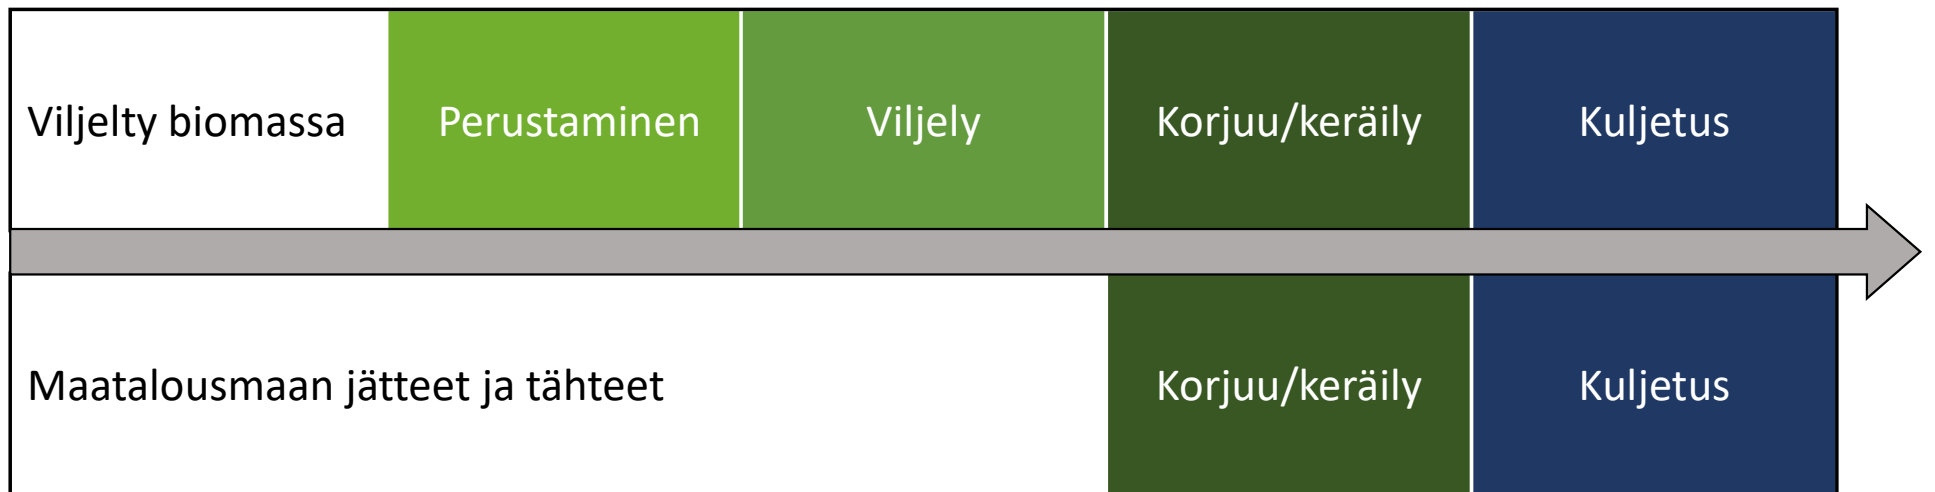 Viljelty biomassa
Perustaminen
Viljely
Korjuu/keräily
Kuljetus
Maatalousmaan jätteet ja tähteet
Korjuu/keräily
Kuljetus